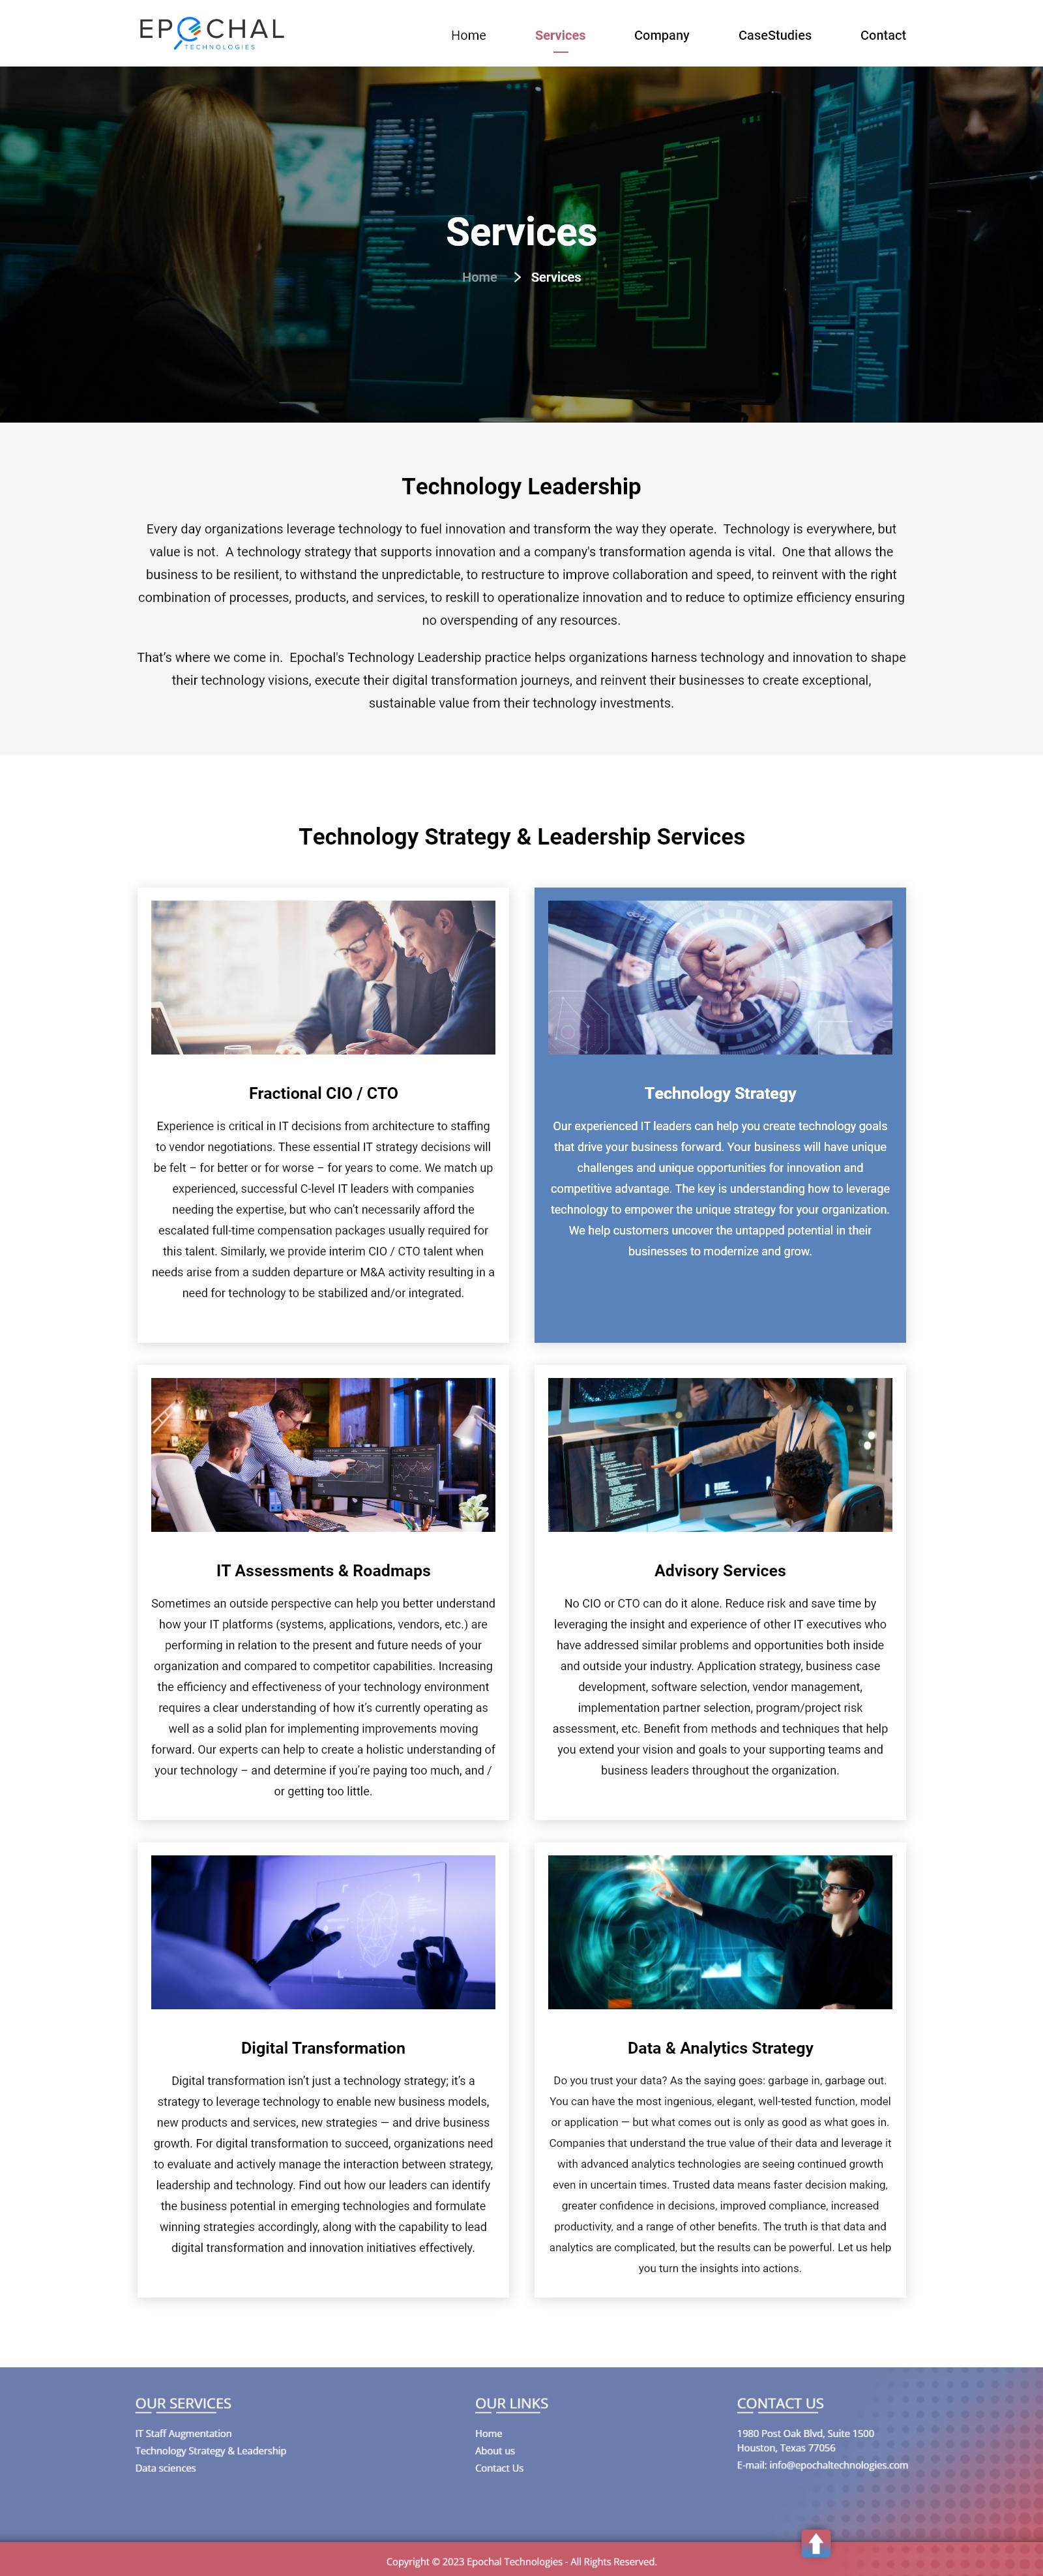 EPOCHAL
TECHNOLOGIES
Home Services Company CaseStudies Contact
Services
Home > Services
Technology Leadership
Every day organizations leverage technology to fuel innovation and transform the way they operate. Technology is everywhere, but
value is not. A technology strategy that supports innovation and a company's transformation agenda is vital. One that allows the
business to be resilient, to withstand the unpredictable, to restructure to improve collaboration and speed, to reinvent with the right
combination of processes, products, and services, to reskill to operationalize innovation and to reduce to optimize efficiency ensuring
no overspending of any resources.
That’s where we come in. Epochal's Technology Leadership practice helps organizations harness technology and innovation to shape
their technology visions, execute their digital transformation journeys, and reinvent their businesses to create exceptional,
sustainable value from their technology investments.
Technology Strategy & Leadership Services
Fractional CIO / CTO
Experience is critical in IT decisions from architecture to staffing
to vendor negotiations. These essential IT strategy decisions will
be felt – for better or for worse – for years to come. We match up
experienced, successful C-level IT leaders with companies
needing the expertise, but who can’t necessarily afford the
escalated full-time compensation packages usually required for
this talent. Similarly, we provide interim CIO / CTO talent when
needs arise from a sudden departure or M&A activity resulting in a
need for technology to be stabilized and/or integrated.
Technology Strategy
Our experienced IT leaders can help you create technology goals
that drive your business forward. Your business will have unique
challenges and unique opportunities for innovation and
competitive advantage. The key is understanding how to leverage
technology to empower the unique strategy for your organization.
We help customers uncover the untapped potential in their
businesses to modernize and grow.
IT Assessments & Roadmaps
Sometimes an outside perspective can help you better understand
how your IT platforms (systems, applications, vendors, etc.) are
performing in relation to the present and future needs of your
organization and compared to competitor capabilities. Increasing
the efficiency and effectiveness of your technology environment
requires a clear understanding of how it’s currently operating as
well as a solid plan for implementing improvements moving
forward. Our experts can help to create a holistic understanding of
your technology – and determine if you’re paying too much, and /
or getting too little.
Advisory Services
No CIO or CTO can do it alone. Reduce risk and save time by
leveraging the insight and experience of other IT executives who
have addressed similar problems and opportunities both inside
and outside your industry. Application strategy, business case
development, software selection, vendor management,
implementation partner selection, program/project risk
assessment, etc. Benefit from methods and techniques that help
you extend your vision and goals to your supporting teams and
business leaders throughout the organization.
Digital Transformation
Digital transformation isn’t just a technology strategy; it’s a
strategy to leverage technology to enable new business models,
new products and services, new strategies — and drive business
growth. For digital transformation to succeed, organizations need
to evaluate and actively manage the interaction between strategy,
leadership and technology. Find out how our leaders can identify
the business potential in emerging technologies and formulate
winning strategies accordingly, along with the capability to lead
digital transformation and innovation initiatives effectively.
Data & Analytics Strategy
Do you trust your data? As the saying goes: garbage in, garbage out.
You can have the most ingenious, elegant, well-tested function, model
or application — but what comes out is only as good as what goes in.
Companies that understand the true value of their data and leverage it
with advanced analytics technologies are seeing continued growth
even in uncertain times. Trusted data means faster decision making,
greater confidence in decisions, improved compliance, increased
productivity, and a range of other benefits. The truth is that data and
analytics are complicated, but the results can be powerful. Let us help
you turn the insights into actions.
OUR SERVICES
IT Staff Augmentation
Technology Strategy & Leadership
Data sciences
OUR LINKS
Home
About us
Contact Us
CONTACT US
1980 Post Oak Blvd, Suite 1500
Houston, Texas 77056
E-mail: info@epochaltechnologies.com
Copyright © 2023 Epochal Technologies - All Rights Reserved.